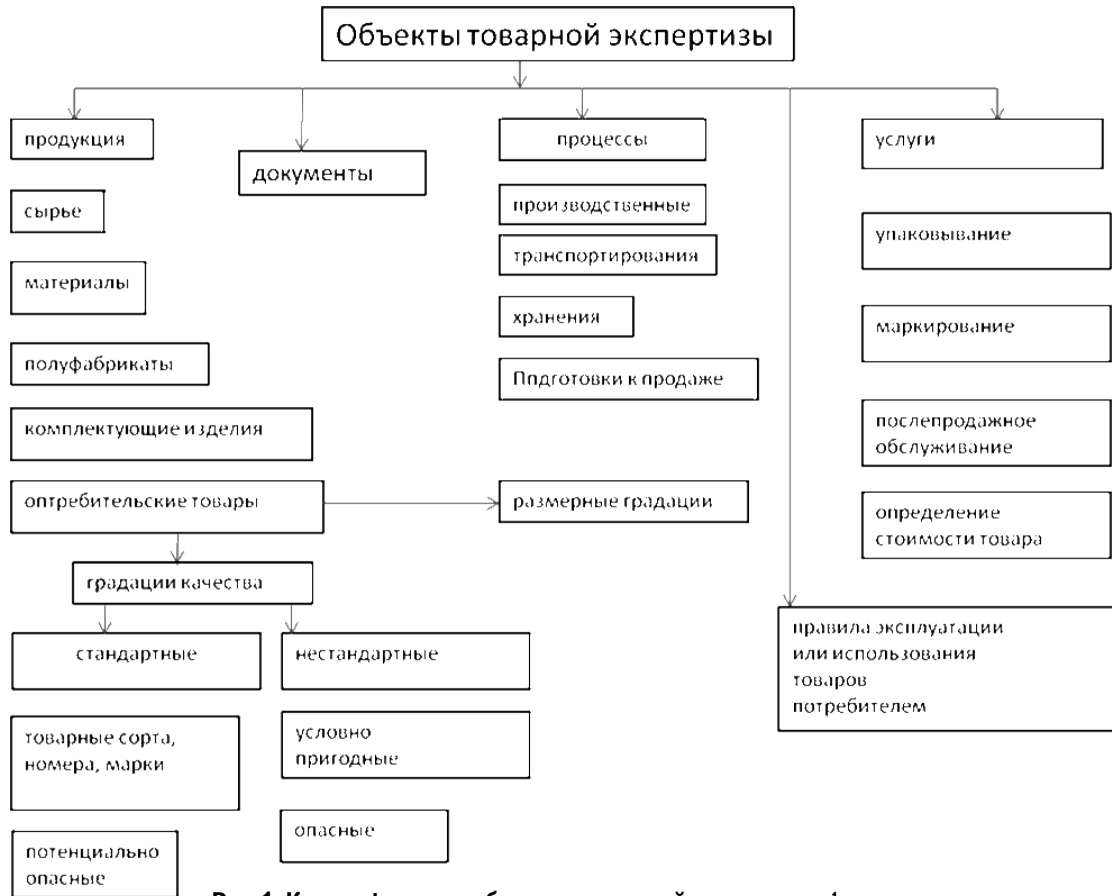 Объекты товарной экспертизы
продукция
документы
процессы
услуги
сырье
производственные
упаковывание
транспортирования
материалы
хранения
маркирование
полуфабрикаты
Ппдготовки к продаже
комплектующие изделия
послепродажное
обслуживание
оптребительские товары
размерные градации
определение
стоимости товара
градации качества
стандартные
нестандартные
правила эксплуатации
или использования
товаров
потребителем
товарные сорта,
номера, марки
условно
пригодные
потенциально
опасные
опасные